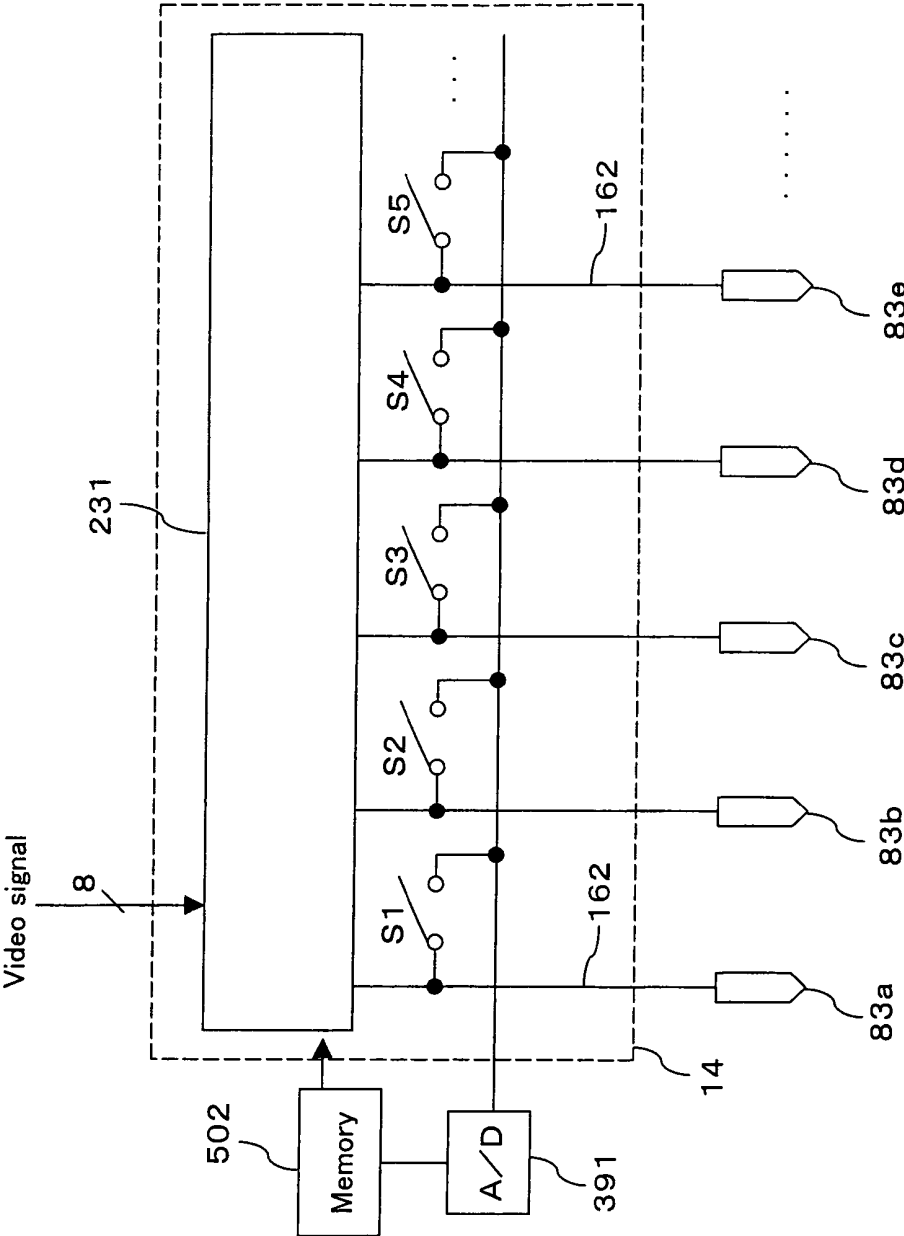 Video signal
8
231
502
Memory
A/D
391
14
S1
S2
S3
S4
S5
. . .
162
162
. . . . . .
83a
83b
83c
83d
83e